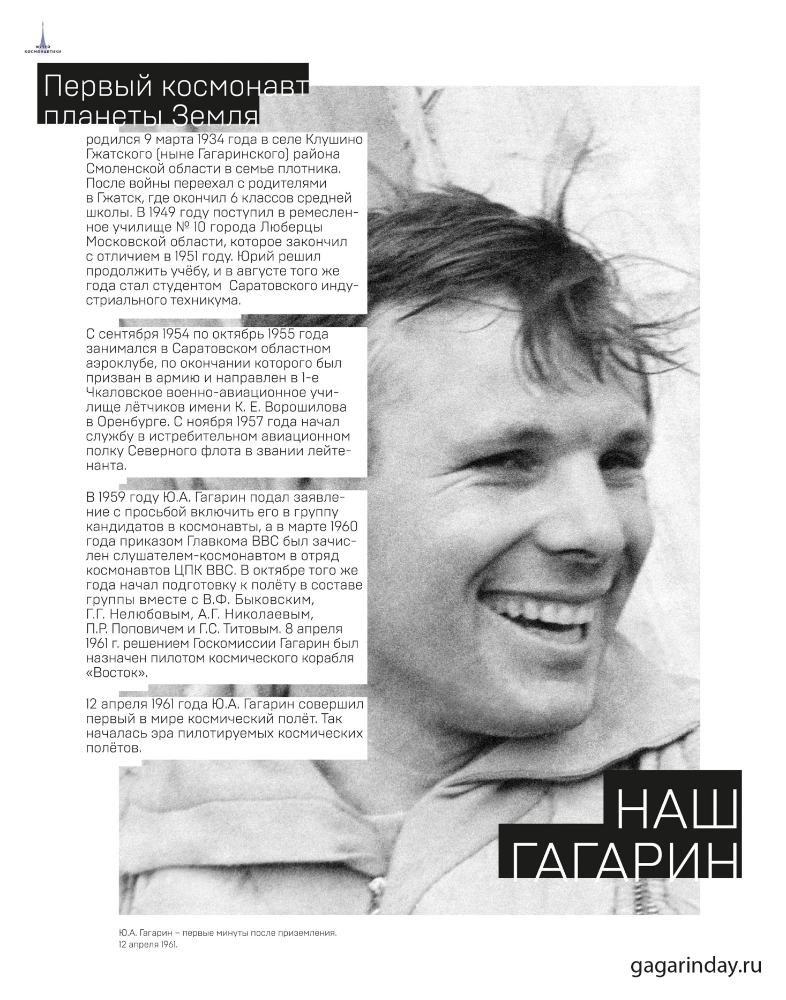 МУЗЕЙ
КОСМОНАВТИКИ
Первый космонавт
планеты Земля
родился 9 марта 1934 года в селе Клушино
Гжатского (ныне Гагаринского) района
Смоленской области в семье плотника.
После войны переехал с родителями
в Гжатск, где окончил 6 классов средней
школы. В 1949 году поступил в ремеслен-
ное училище № 10 города Люберцы
Московской области, которое закончил
с отличием в 1951 году. Юрий решил
продолжить учёбу, и в августе того же
года стал студентом  Саратовского инду-
стриального техникума.
С сентября 1954 по октябрь 1955 года
занимался в Саратовском областном
аэроклубе, по окончании которого был
призван в армию и направлен в 1-е
Чкаловское военно-авиационное учи-
лище лётчиков имени К. Е. Ворошилова
в Оренбурге. С ноября 1957 года начал
службу в истребительном авиационном
полку Северного флота в звании лейте-
нанта.
В 1959 году Ю.А. Гагарин подал заявле-
ние с просьбой включить его в группу
кандидатов в космонавты, а в марте 1960
года приказом Главкома ВВС был зачис-
лен слушателем-космонавтом в отряд
космонавтов ЦПК ВВС. В октябре того же
года начал подготовку к полёту в составе
группы вместе с В.Ф. Быковским,
Г.Г. Нелюбовым, А.Г. Николаевым,
П.Р. Поповичем и Г.С. Титовым. 8 апреля
1961 г. решением Госкомиссии Гагарин был
назначен пилотом космического корабля
«Восток».
12 апреля 1961 года Ю.А. Гагарин совершил
первый в мире космический полёт. Так
началась эра пилотируемых космических
полётов.
НАШ
ГАГАРИН
Ю.А. Гагарин – первые минуты после приземления.
12 апреля 1961.
gagarinday.ru